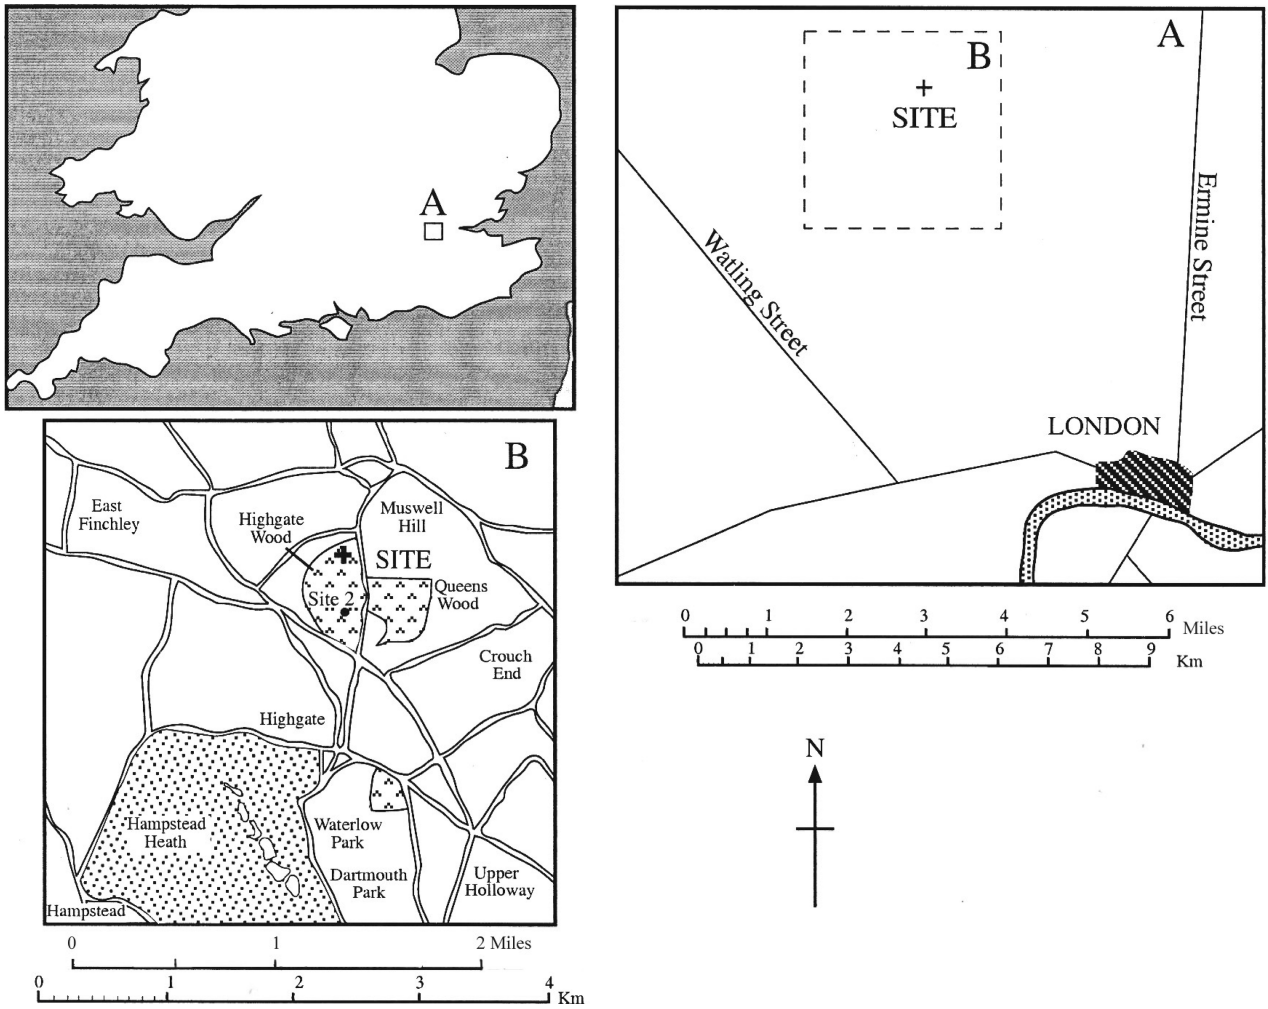 A
A
B
SITE
Watling Street
Ermine Street
LONDON
0 1 2 3 4 5 6 Miles
0 1 2 3 4 5 6 7 8 9 Km
N
B
East
Finchley
Highgate
Wood
Muswell
Hill
SITE
Site 2
Queens
Wood
Crouch
End
Highgate
Hampstead
Heath
Waterlow
Park
Dartmouth
Park
Upper
Holloway
Hampstead
0 1 2 Miles
0 1 2 3 4 Km